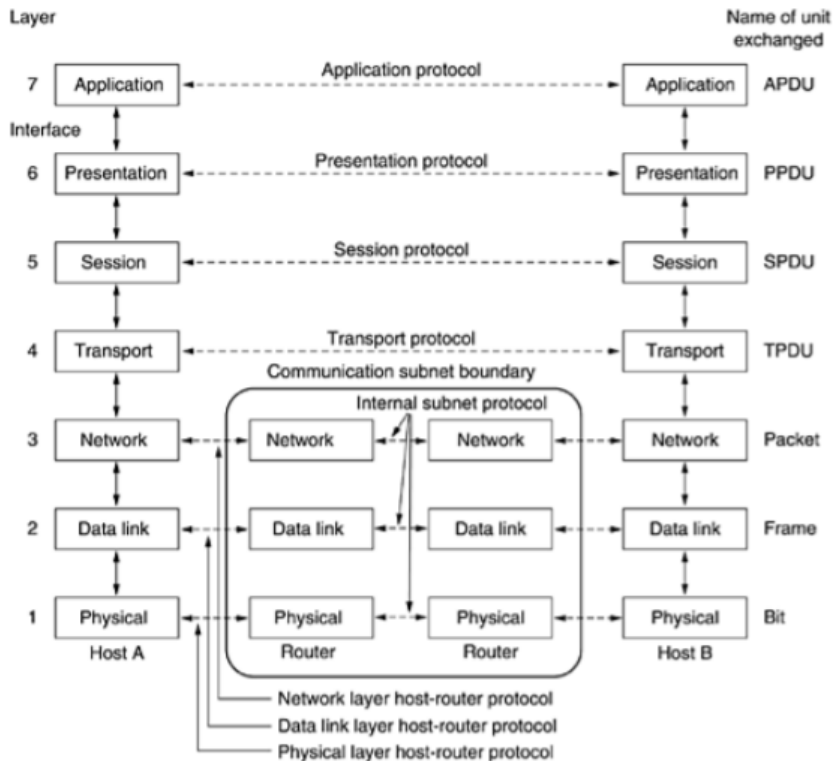 Layer
Name of unit
exchanged
Application protocol
7 Application Application APDU
Interface
Presentation protocol
6 Presentation Presentation PPDU
Session protocol
5 Session Session SPDU
Transport protocol
4 Transport Transport TPDU
Communication subnet boundary
Internal subnet protocol
3 Network Network Network Network Packet
2 Data link Data link Data link Data link Frame
1 Physical Physical Physical Physical Bit
Host A Router Router Host B
Network layer host-router protocol
Data link layer host-router protocol
Physical layer host-router protocol